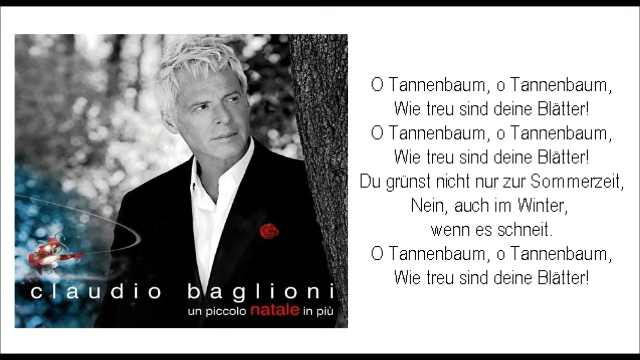 claudio baglioni
un piccolo natale in più
O Tannenbaum, o Tannenbaum,
Wie treu sind deine Blätter!
O Tannenbaum, o Tannenbaum,
Wie treu sind deine Blätter!
Du grünst nicht nur zur Sommerzeit,
Nein, auch im Winter,
wenn es schneit.
O Tannenbaum, o Tannenbaum,
Wie treu sind deine Blätter!